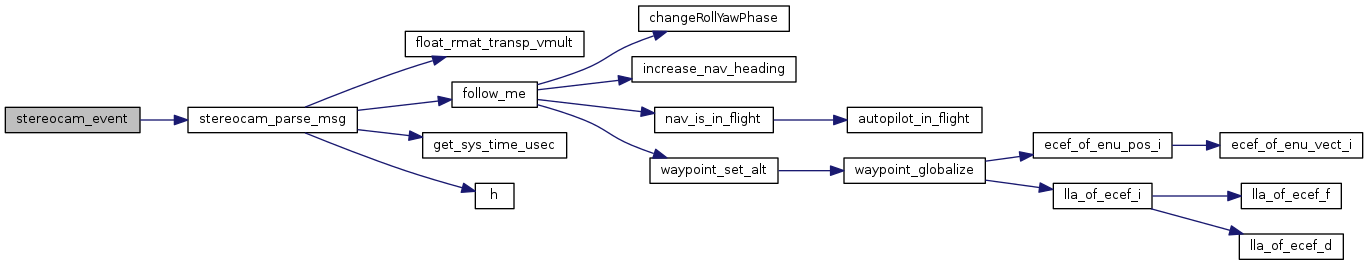 changeRollYawPhase
float_rmat_transp_vmult
increase_nav_heading
follow_me
stereocam_event
stereocam_parse_msg
nav_is_in_flight
autopilot_in_flight
get_sys_time_usec
ecef_of_enu_pos_i
ecef_of_enu_vect_i
waypoint_set_alt
waypoint_globalize
h
lla_of_ecef_i
lla_of_ecef_f
lla_of_ecef_d